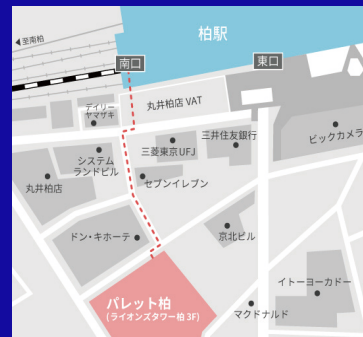 柏駅
◀至南柏
南口
東口
丸井柏店 VAT
デイリー
ヤマザキ
三井住友銀行
ビックカメラ
三菱東京UFJ
システム
ランドビル
丸井柏店
セブンイレブン
ドン・キホーテ
京北ビル
イトーヨーカドー
パレット柏
(ライオンズタワー柏 3F)
マクドナルド